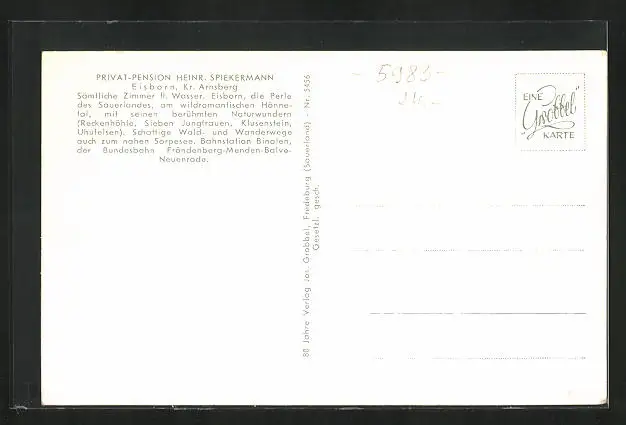 PRIVAT-PENSION HEINR. SPIEKERMANN
Eisborn, Kr. Arnsberg
Sämtliche Zimmer fl. Wasser. Eisborn, die Perle
des Sauerlandes, am wildromantischen Hönne-
tal, mit seinen berühmten Naturwundern
(Reckenhöhle, Sieben Jungfrauen, Klusenstein,
Uhufelsen). Schattige Wald- und Wanderwege
auch zum nahen Sorpesee. Bahnstation Binolen,
der Bundesbahn Fröndenberg-Menden-Balve-
Neuenrade.
80 Jahre Verlag Jos. Grobbel, Fredeburg (Sauerland) - Nr. 5456
Gesetzl. gesch.
- 5983 -
EINE
"Grobbel"
KARTE